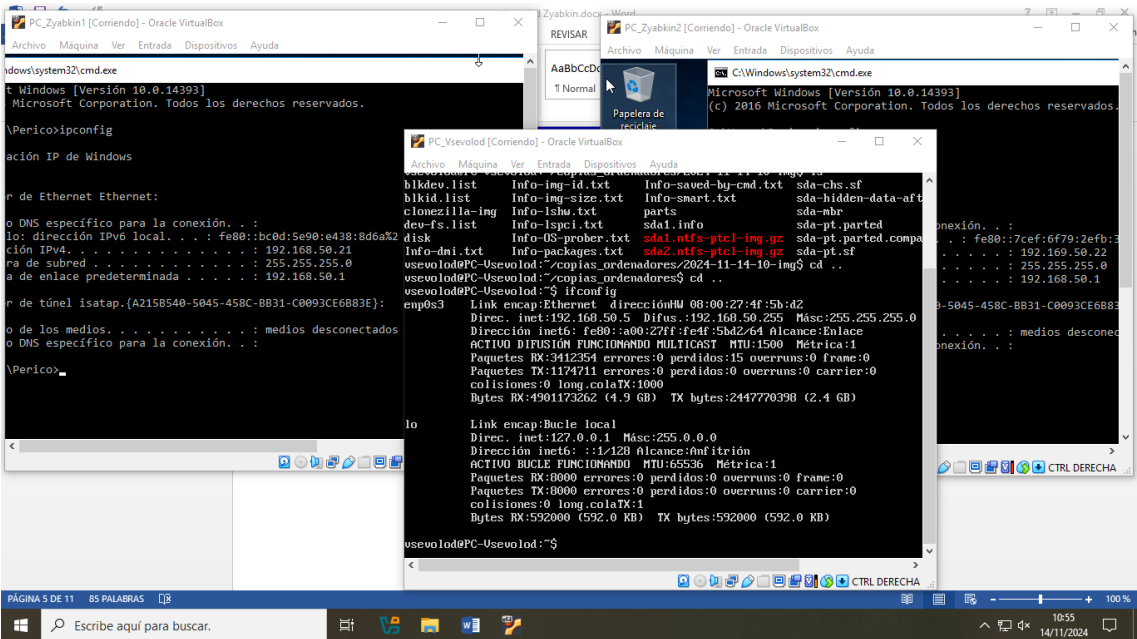 Zyabkin.docx - Word
REVISAR
AaBbCcDc
¶ Normal
PC_Zyabkin1 [Corriendo] - Oracle VirtualBox
Archivo Máquina Ver Entrada Dispositivos Ayuda
ndows\system32\cmd.exe
t Windows [Versión 10.0.14393]
Microsoft Corporation. Todos los derechos reservados.
\Perico>ipconfig
ación IP de Windows
r de Ethernet Ethernet:
o DNS específico para la conexión. . :
lo: dirección IPv6 local. . . : fe80::bc0d:5e90:e438:8d6a%2
ción IPv4. . . . . . . . . . . . . . : 192.168.50.21
ra de subred . . . . . . . . . . . . : 255.255.255.0
a de enlace predeterminada . . . . . : 192.168.50.1
r de túnel isatap.{A215B540-5045-458C-BB31-C0093CE6B83E}:
o de los medios. . . . . . . . . . . : medios desconectados
o DNS específico para la conexión. . :
\Perico>
PC_Zyabkin2 [Corriendo] - Oracle VirtualBox
Archivo Máquina Ver Entrada Dispositivos Ayuda
Papelera de
reciclaje
C:\Windows\system32\cmd.exe
Microsoft Windows [Versión 10.0.14393]
(c) 2016 Microsoft Corporation. Todos los derechos reservados.
onexión. . :
. . : fe80::7cef:6f79:2efb:3
. . . . . : 192.169.50.22
. . . . . : 255.255.255.0
. . . . . : 192.168.50.1
0-5045-458C-BB31-C0093CE6B83
. . . . . : medios desconec
onexión. . :
CTRL DERECHA
PC_Vsevolod [Corriendo] - Oracle VirtualBox
Archivo Máquina Ver Entrada Dispositivos Ayuda
vsevolod@PC-Vsevolod:~/copias_ordenadores/2024-11-14-10-img$ ls
blkdev.list Info-img-id.txt Info-saved-by-cmd.txt sda-chs.sf
blkid.list Info-img-size.txt Info-smart.txt sda-hidden-data-aft
clonezilla-img Info-lshw.txt parts sda-mbr
dev-fs.list Info-lspci.txt sda1.info sda-pt.parted
disk Info-OS-prober.txt sda1.ntfs-ptcl-img.gz sda-pt.parted.compa
Info-dmi.txt Info-packages.txt sda2.ntfs-ptcl-img.gz sda-pt.sf
vsevolod@PC-Vsevolod:~/copias_ordenadores/2024-11-14-10-img$ cd ..
vsevolod@PC-Vsevolod:~/copias_ordenadores$ cd ..
vsevolod@PC-Vsevolod:~$ ifconfig
enp0s3 Link encap:Ethernet direcciónHW 08:00:27:4f:5b:d2
Direc. inet:192.168.50.5 Difus.:192.168.50.255 Másc:255.255.255.0
Dirección inet6: fe80::a00:27ff:fe4f:5bd2/64 Alcance:Enlace
ACTIVO DIFUSIÓN FUNCIONANDO MULTICAST MTU:1500 Métrica:1
Paquetes RX:3412354 errores:0 perdidos:15 overruns:0 frame:0
Paquetes TX:1174711 errores:0 perdidos:0 overruns:0 carrier:0
colisiones:0 long.colaTX:1000
Bytes RX:4901173262 (4.9 GB) TX bytes:2447770398 (2.4 GB)
lo Link encap:Bucle local
Direc. inet:127.0.0.1 Másc:255.0.0.0
Dirección inet6: ::1/128 Alcance:Anfitrión
ACTIVO BUCLE FUNCIONANDO MTU:65536 Métrica:1
Paquetes RX:8000 errores:0 perdidos:0 overruns:0 frame:0
Paquetes TX:8000 errores:0 perdidos:0 overruns:0 carrier:0
colisiones:0 long.colaTX:1
Bytes RX:592000 (592.0 KB) TX bytes:592000 (592.0 KB)
vsevolod@PC-Vsevolod:~$ ifconfig
CTRL DERECHA
PÁGINA 5 DE 11 85 PALABRAS 100 %
Escribe aquí para buscar.
10:55
14/11/2024